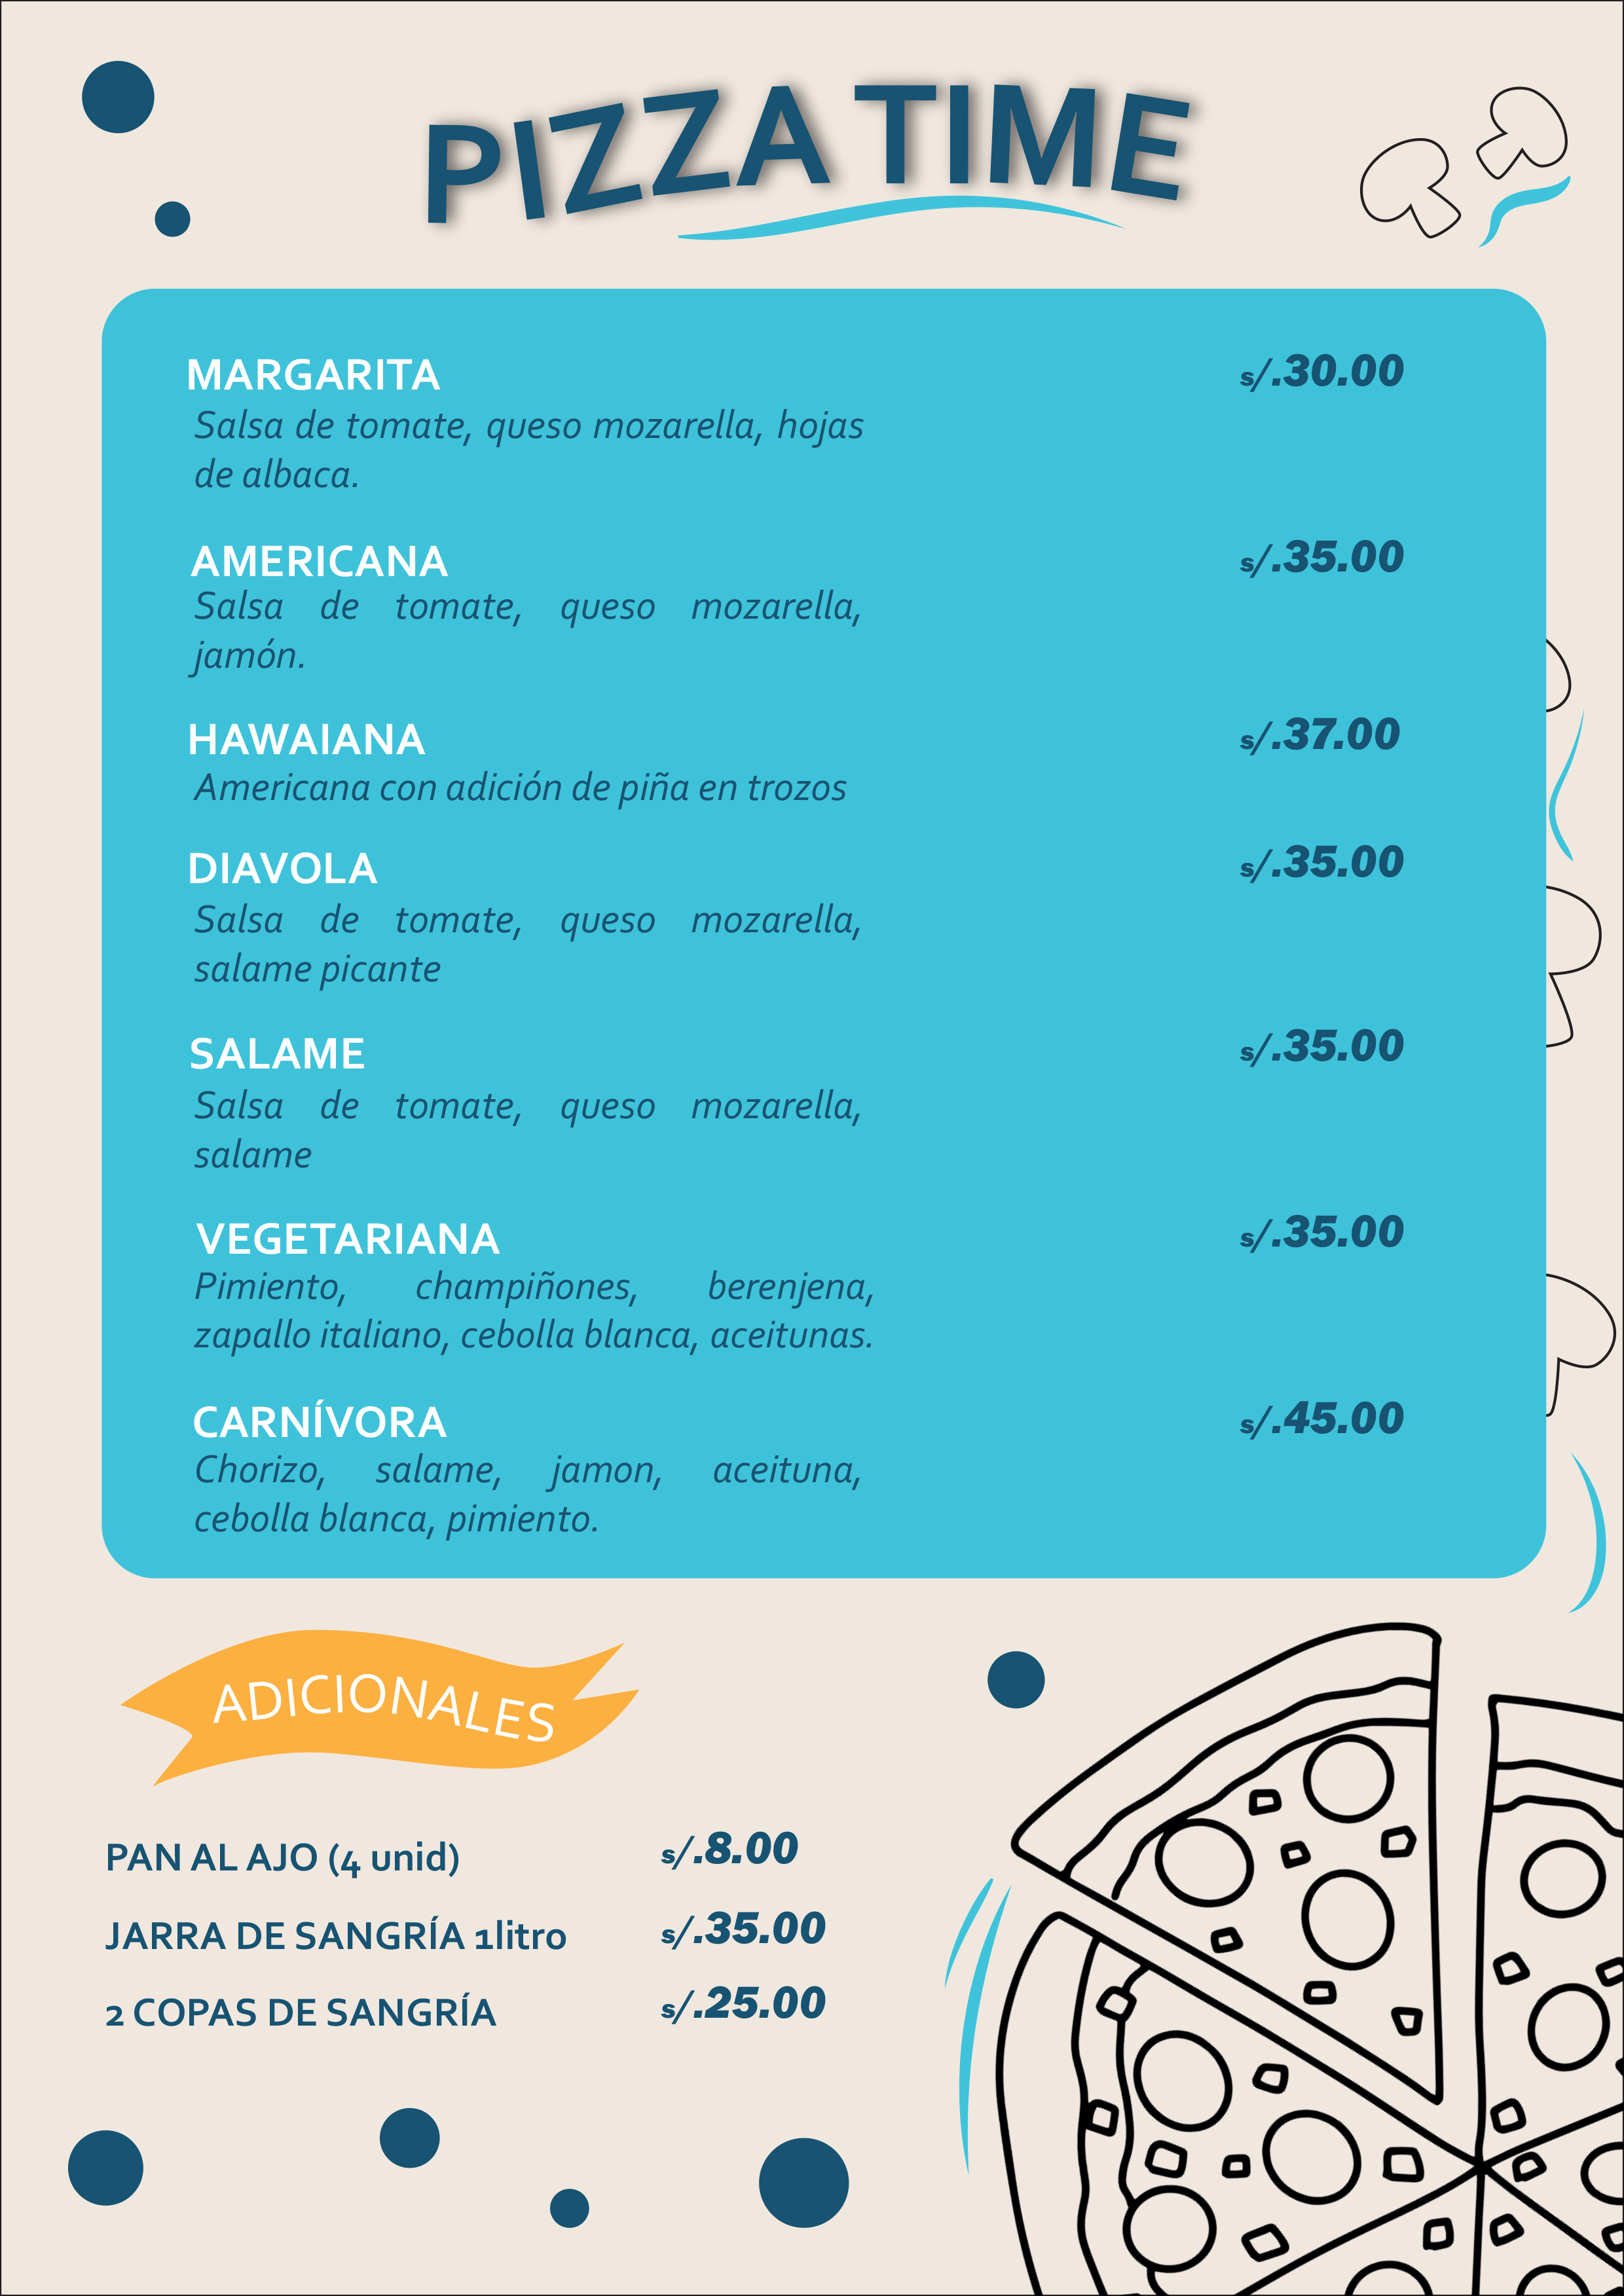 PIZZA TIME
MARGARITA s/.30.00
Salsa de tomate, queso mozarella, hojas
de albaca.
AMERICANA s/.35.00
Salsa de tomate, queso mozarella,
jamón.
HAWAIANA s/.37.00
Americana con adición de piña en trozos
DIAVOLA s/.35.00
Salsa de tomate, queso mozarella,
salame picante
SALAME s/.35.00
Salsa de tomate, queso mozarella,
salame
VEGETARIANA s/.35.00
Pimiento, champiñones, berenjena,
zapallo italiano, cebolla blanca, aceitunas.
CARNÍVORA s/.45.00
Chorizo, salame, jamon, aceituna,
cebolla blanca, pimiento.
ADICIONALES
PAN AL AJO (4 unid) s/.8.00
JARRA DE SANGRÍA 1litro s/.35.00
2 COPAS DE SANGRÍA s/.25.00